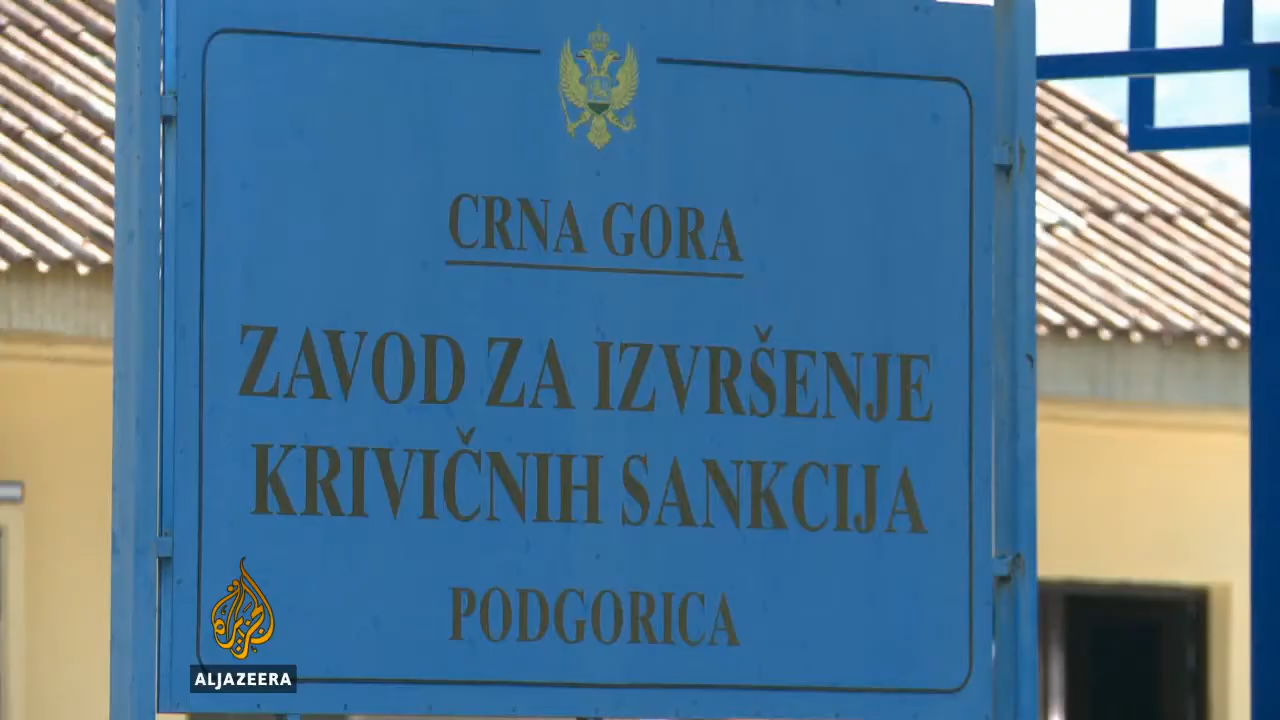 CRNA GORA
ZAVOD ZA IZVRŠENJE
KRIVIČNIH SANKCIJA
PODGORICA
ALJAZEERA